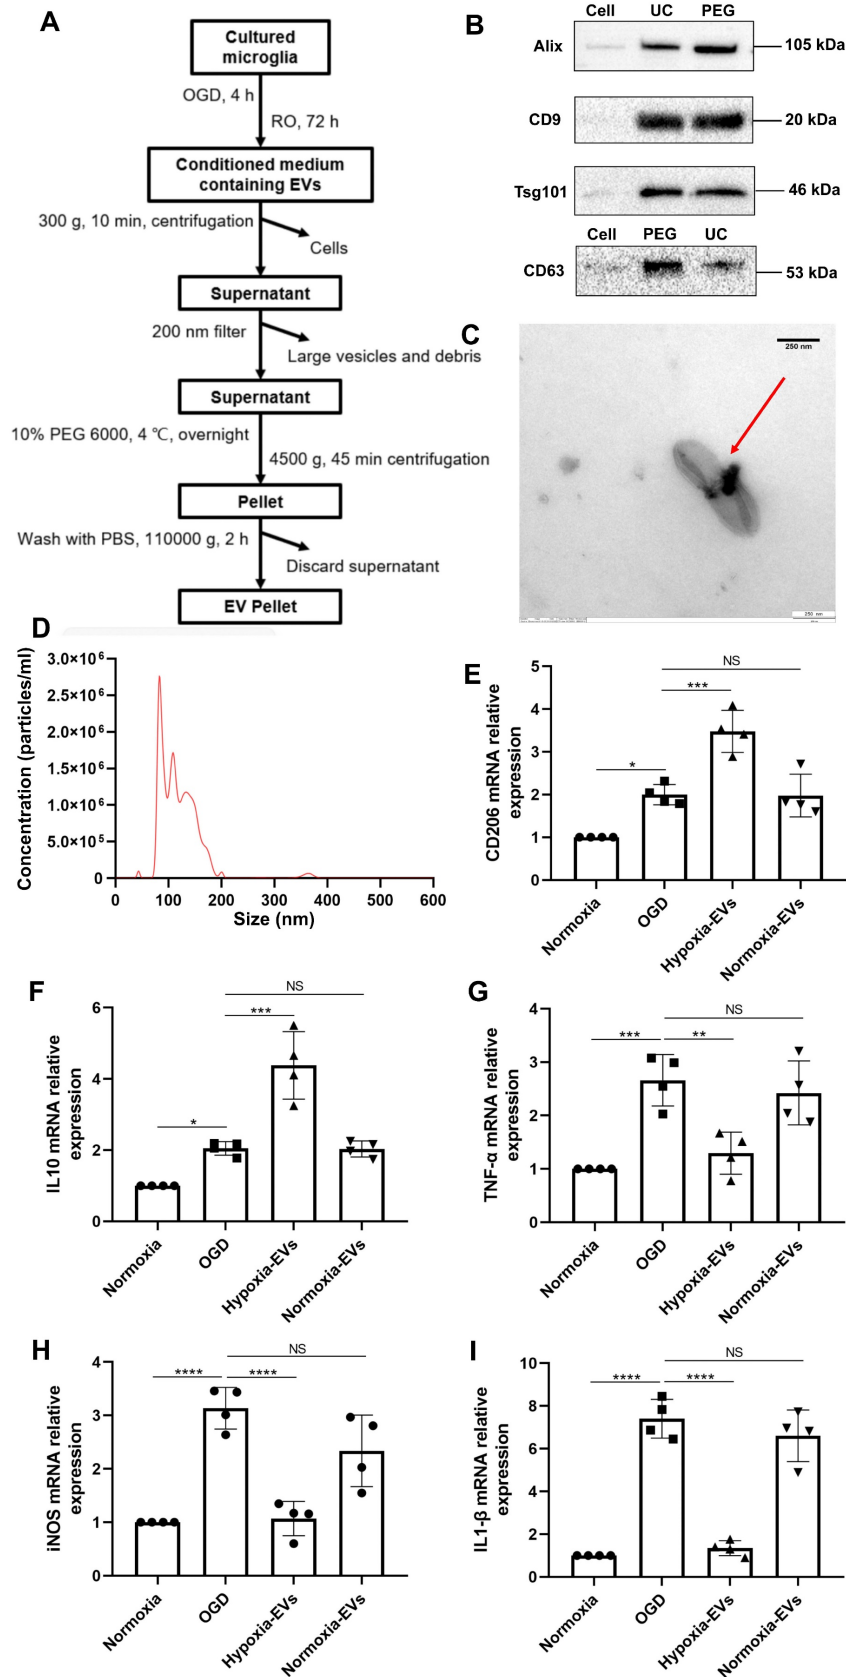 A
Cultured
microglia
OGD, 4 h
RO, 72 h
Conditioned medium
containing EVs
300 g, 10 min, centrifugation
Cells
Supernatant
200 nm filter
Large vesicles and debris
Supernatant
10% PEG 6000, 4 ℃, overnight
4500 g, 45 min centrifugation
Pellet
Wash with PBS, 110000 g, 2 h
Discard supernatant
EV Pellet
B
Cell UC PEG
Alix 105 kDa
CD9 20 kDa
Tsg101 46 kDa
Cell PEG UC
CD63 53 kDa
C
250 nm
250 nm
D
Concentration (particles/ml)
3.0×10⁶
2.5×10⁶
2.0×10⁶
1.5×10⁶
1.0×10⁶
5.0×10⁵
0
0 100 200 300 400 500 600
Size (nm)
E
CD206 mRNA relative
expression
5
4
3
2
1
0
NS
***
*
Normoxia
OGD
Hypoxia-EVs
Normoxia-EVs
F
IL10 mRNA relative
expression
6
4
2
0
NS
***
*
Normoxia
OGD
Hypoxia-EVs
Normoxia-EVs
G
TNF-α mRNA relative
expression
4
3
2
1
0
NS
*** **
Normoxia
OGD
Hypoxia-EVs
Normoxia-EVs
H
iNOS mRNA relative
expression
4
3
2
1
0
NS
**** ****
Normoxia
OGD
Hypoxia-EVs
Normoxia-EVs
I
IL1-β mRNA relative
expression
10
8
6
4
2
0
NS
**** ****
Normoxia
OGD
Hypoxia-EVs
Normoxia-EVs